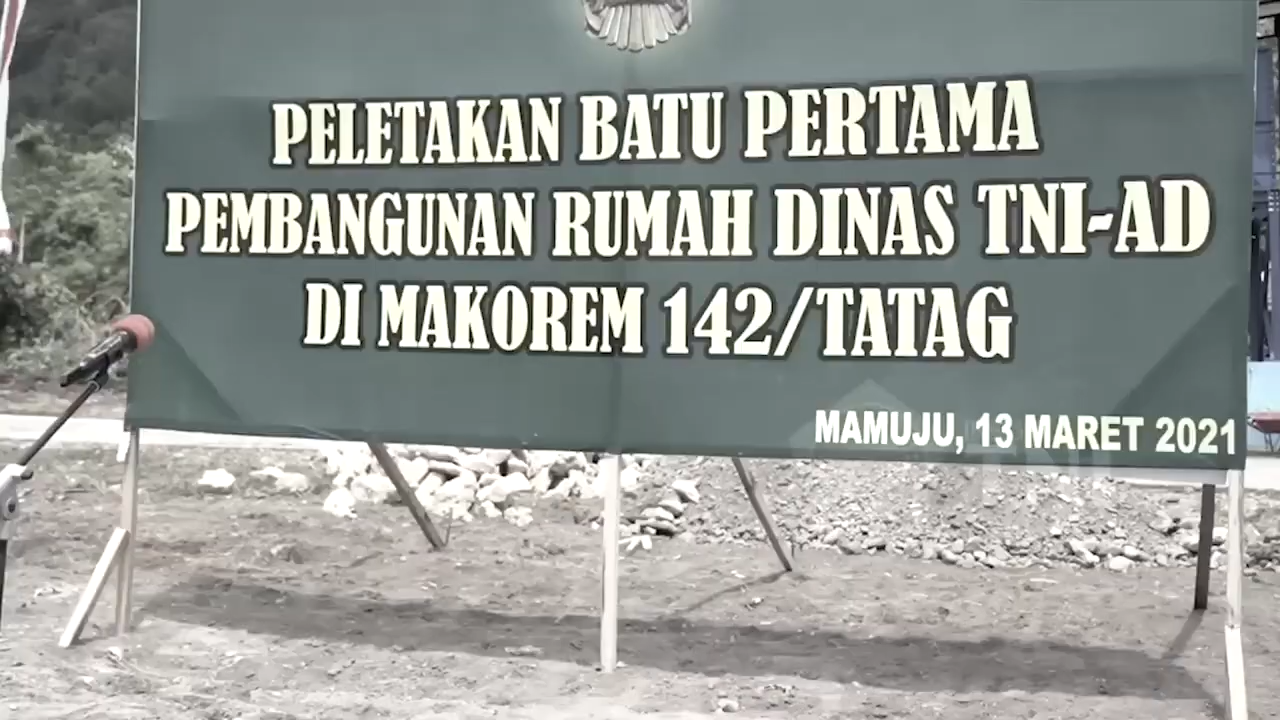 PELETAKAN BATU PERTAMA
PEMBANGUNAN RUMAH DINAS TNI-AD
DI MAKOREM 142/TATAG
MAMUJU, 13 MARET 2021